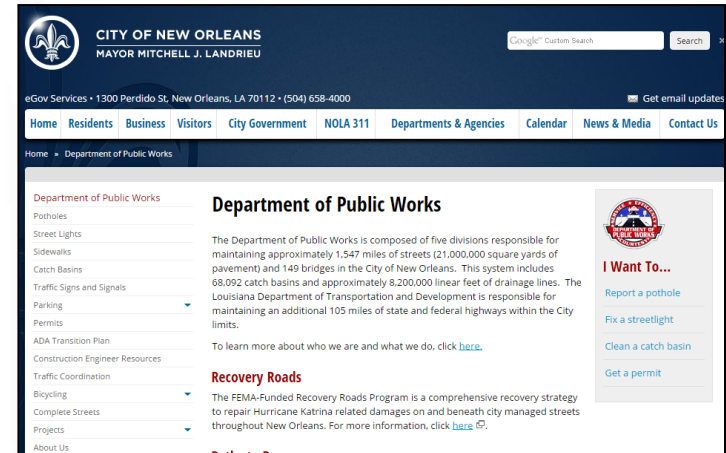 CITY OF NEW ORLEANS
MAYOR MITCHELL J. LANDRIEU
Google™ Custom Search
Search
×
eGov Services • 1300 Perdido St, New Orleans, LA 70112 • (504) 658-4000
Get email updates
Home Residents Business Visitors City Government NOLA 311 Departments & Agencies Calendar News & Media Contact Us
Home » Department of Public Works
Department of Public Works
Potholes
Street Lights
Sidewalks
Catch Basins
Traffic Signs and Signals
Parking
Permits
ADA Transition Plan
Construction Engineer Resources
Traffic Coordination
Bicycling
Complete Streets
Projects
About Us
Department of Public Works
The Department of Public Works is composed of five divisions responsible for
maintaining approximately 1,547 miles of streets (21,000,000 square yards of
pavement) and 149 bridges in the City of New Orleans. This system includes
68,092 catch basins and approximately 8,200,000 linear feet of drainage lines. The
Louisiana Department of Transportation and Development is responsible for
maintaining an additional 105 miles of state and federal highways within the City
limits.
To learn more about who we are and what we do, click here.
Recovery Roads
The FEMA-Funded Recovery Roads Program is a comprehensive recovery strategy
to repair Hurricane Katrina related damages on and beneath city managed streets
throughout New Orleans. For more information, click here.
DEPARTMENT OF
PUBLIC WORKS
I Want To...
Report a pothole
Fix a streetlight
Clean a catch basin
Get a permit